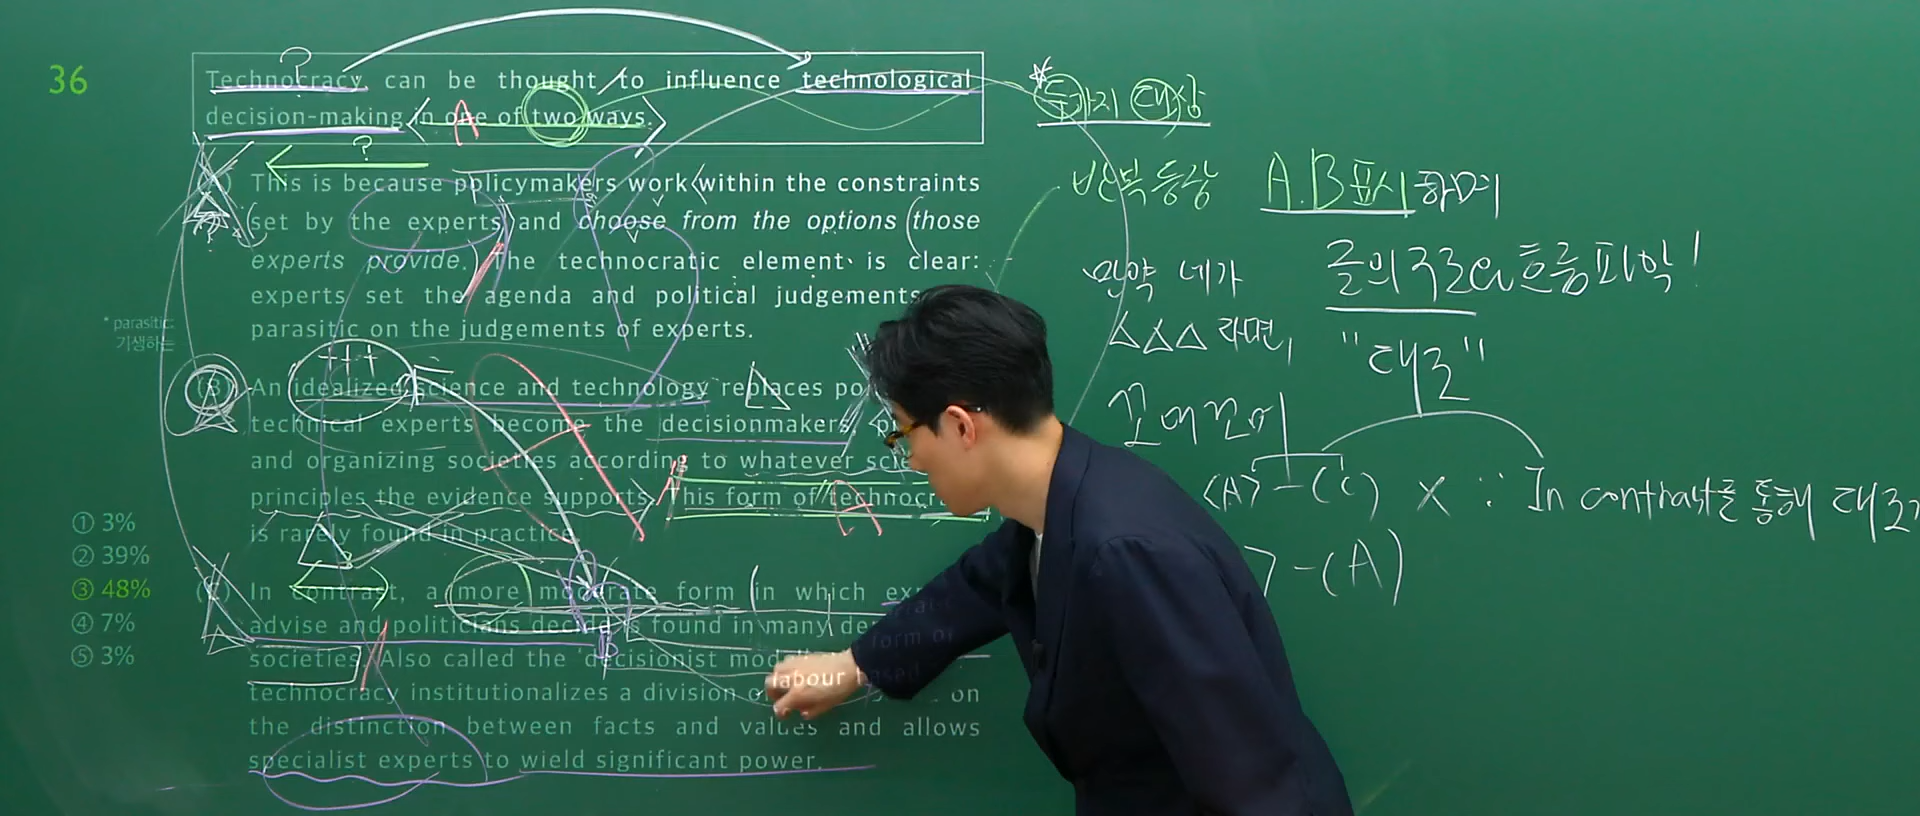 36
Technocracy can be thought to influence technological
decision-making in one of two ways.
This is because policymakers work within the constraints
set by the experts and choose from the options those
experts provide. The technocratic element is clear:
experts set the agenda and political judgements
parasitic on the judgements of experts.
* parasitic:
기생하는
(B) An idealized science and technology replaces
technical experts become the decisionmakers,
and organizing societies according to whatever
principles the evidence supports. This form of
is rarely found in practice.
(C) In contrast, a more moderate form in which
advise and politicians decide is found in many
societies. Also called the 'decisionist
technocracy institutionalizes a division labour on
the distinction between facts and values and allows
specialist experts to wield significant power.
① 3%
② 39%
③ 48%
④ 7%
⑤ 3%
A
A
두가지 대상
반복 등장 A.B표시 하며
글의 구조와 흐름파악!
만약 네가
△△△ 라면,
"대조"
<A> - (C) X ∵ In contrast를 통해
- (A)